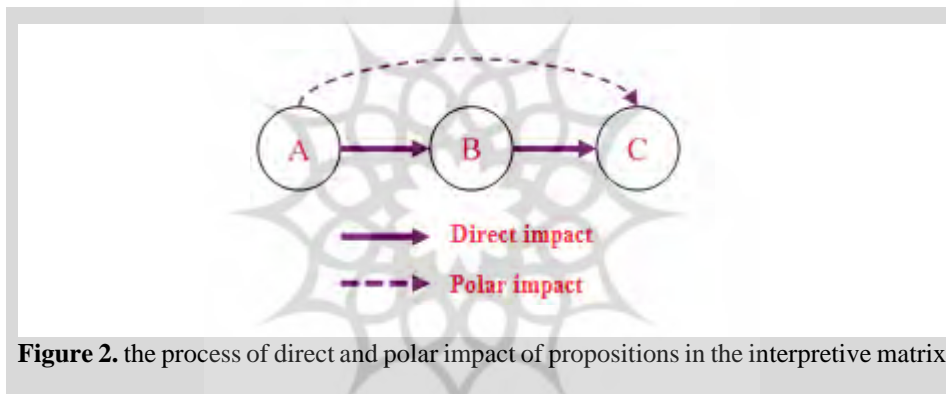 A B C
Direct impact
Polar impact
Figure 2. the process of direct and polar impact of propositions in the interpretive matrix